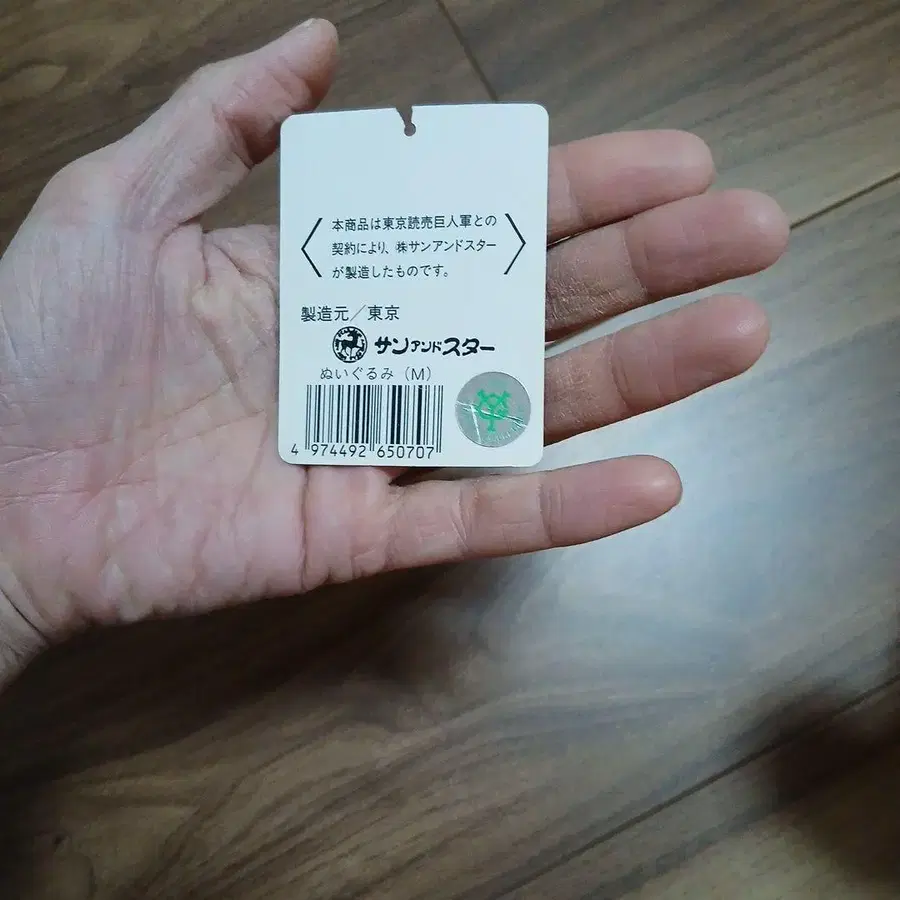 本商品は東京読売巨人軍との
契約により、㈱サンアンドスター
が製造したものです。
製造元／東京
サンアンドスター
ぬいぐるみ（M）
4 974492 650707